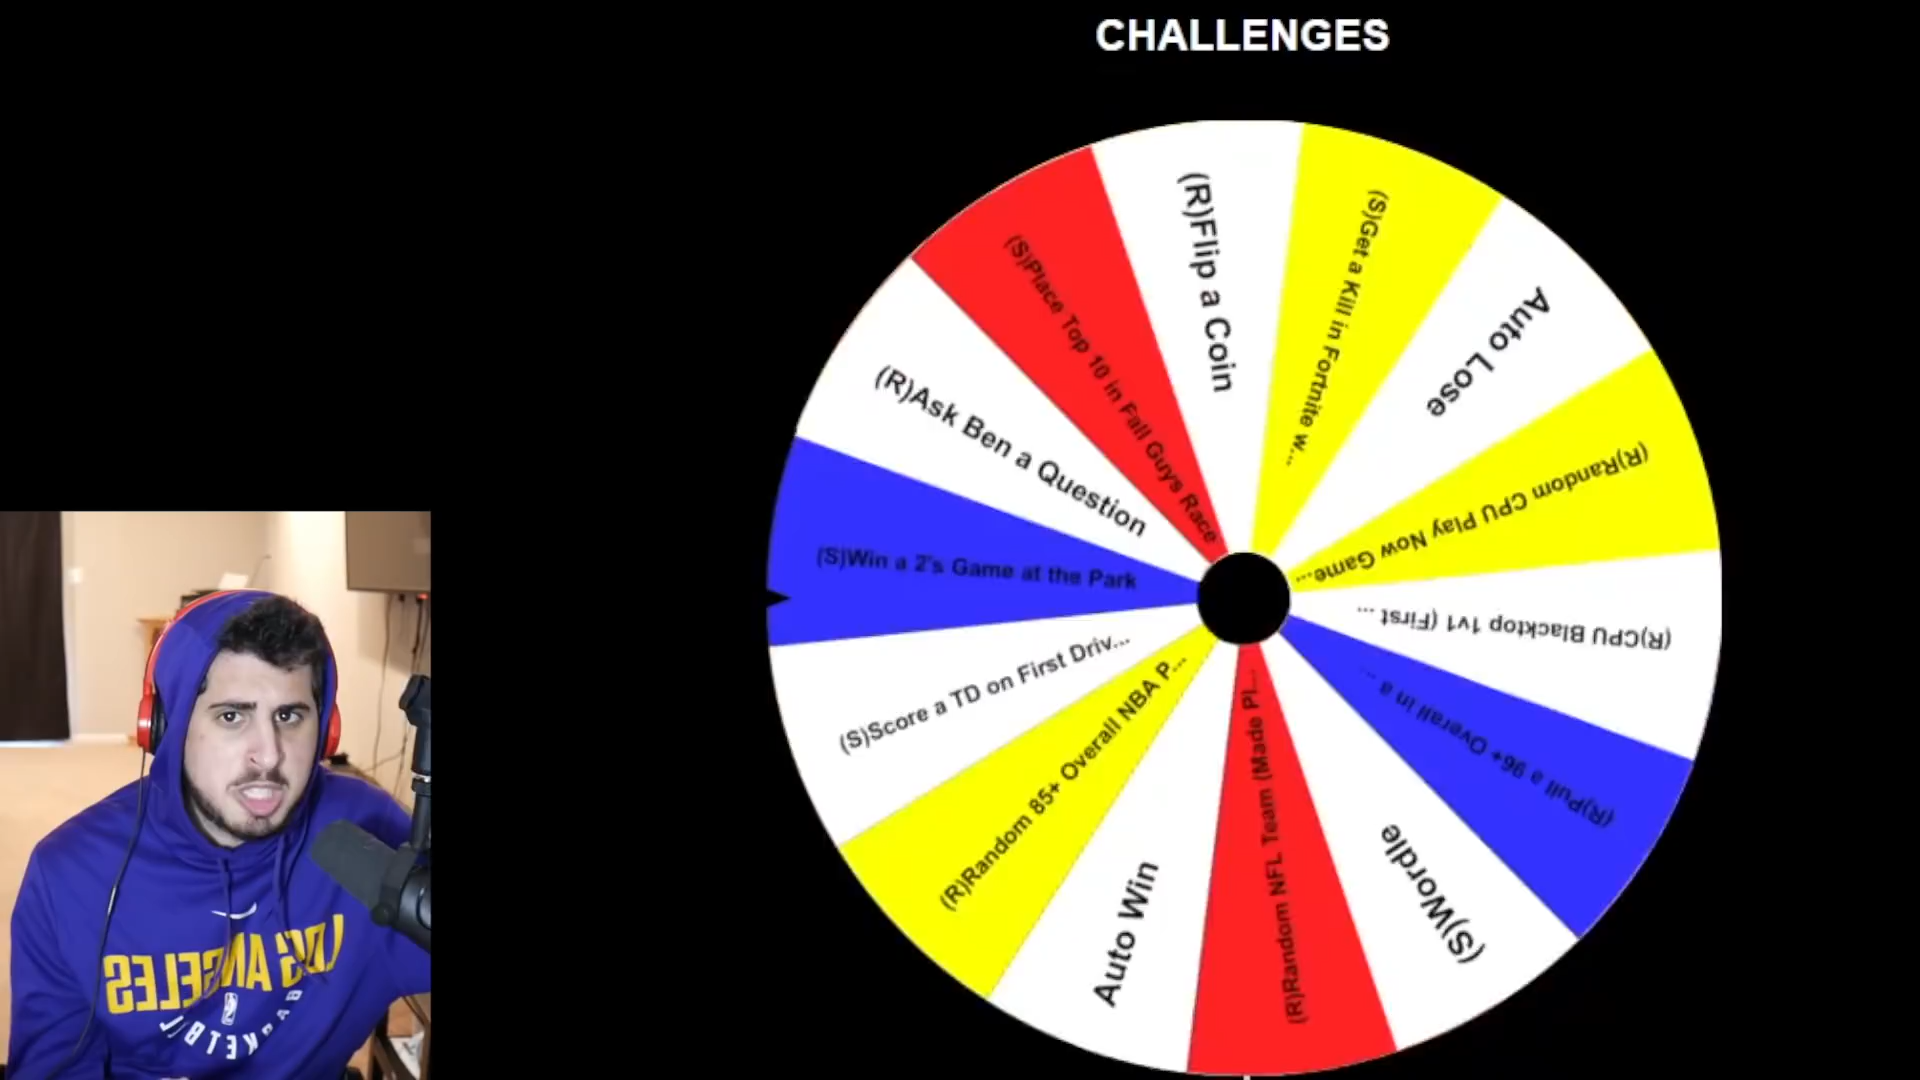 CHALLENGES
(R)Flip a Coin
(S)Get a Kill in Fortnite w...
Auto Lose
(R)Random CPU Play Now Game...
(R)CPU Blacktop 1v1 (First ...
(R)Pull a 96+ Overall in a ...
(S)Wordle
(R)Random NFL Team (Made Pl...
Auto Win
(R)Random 85+ Overall NBA P...
(S)Score a TD on First Driv...
(S)Win a 2's Game at the Park
(R)Ask Ben a Question
(S)Place Top 10 in Fall Guys Race
LOS ANGELES
BASKETBALL